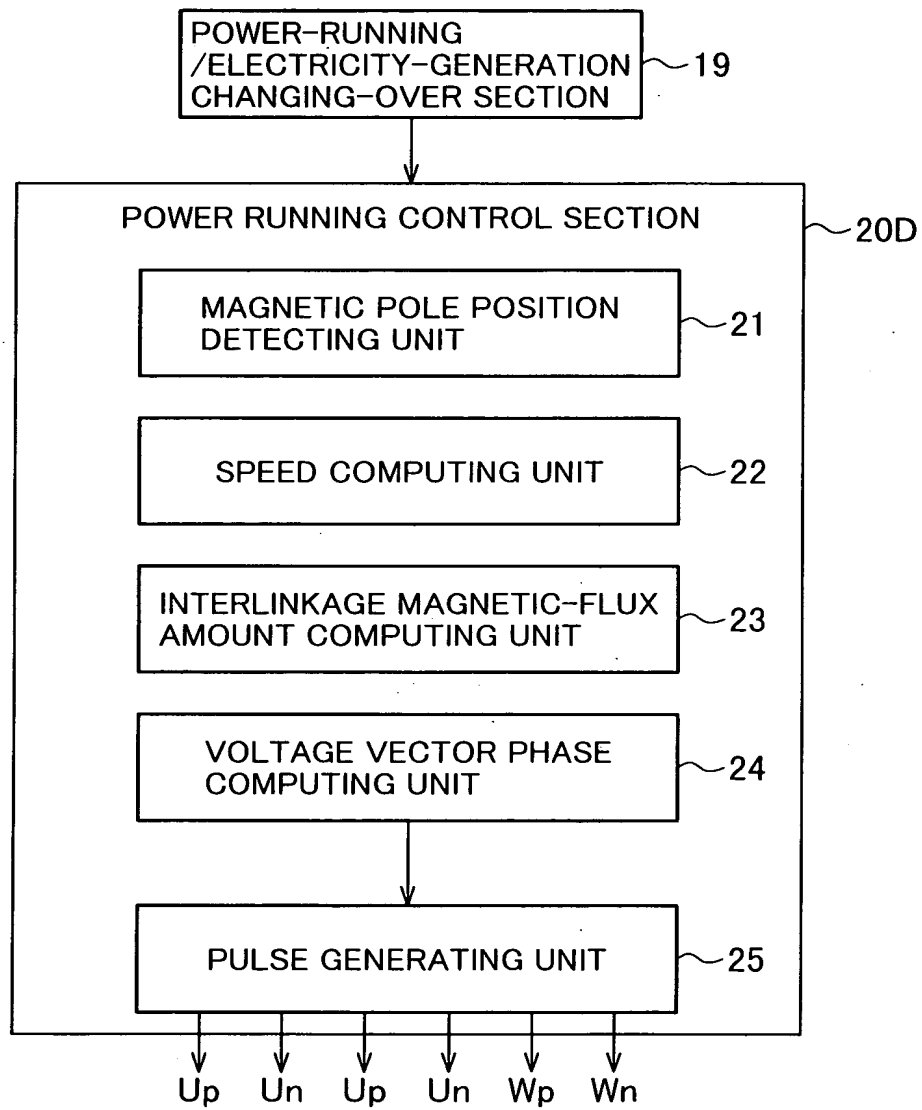 POWER-RUNNING
/ELECTRICITY-GENERATION
CHANGING-OVER SECTION
19
POWER RUNNING CONTROL SECTION
20D
MAGNETIC POLE POSITION
DETECTING UNIT
21
SPEED COMPUTING UNIT
22
INTERLINKAGE MAGNETIC-FLUX
AMOUNT COMPUTING UNIT
23
VOLTAGE VECTOR PHASE
COMPUTING UNIT
24
PULSE GENERATING UNIT
25
Up Un Up Un Wp Wn